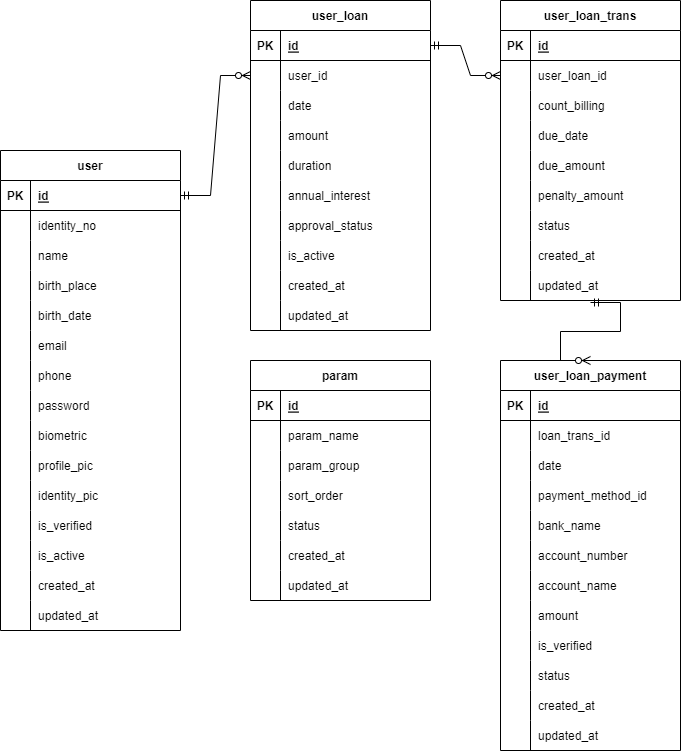 user
PK id
identity_no
name
birth_place
birth_date
email
phone
password
biometric
profile_pic
identity_pic
is_verified
is_active
created_at
updated_at
user_loan
PK id
user_id
date
amount
duration
annual_interest
approval_status
is_active
created_at
updated_at
param
PK id
param_name
param_group
sort_order
status
created_at
updated_at
user_loan_trans
PK id
user_loan_id
count_billing
due_date
due_amount
penalty_amount
status
created_at
updated_at
user_loan_payment
PK id
loan_trans_id
date
payment_method_id
bank_name
account_number
account_name
amount
is_verified
status
created_at
updated_at